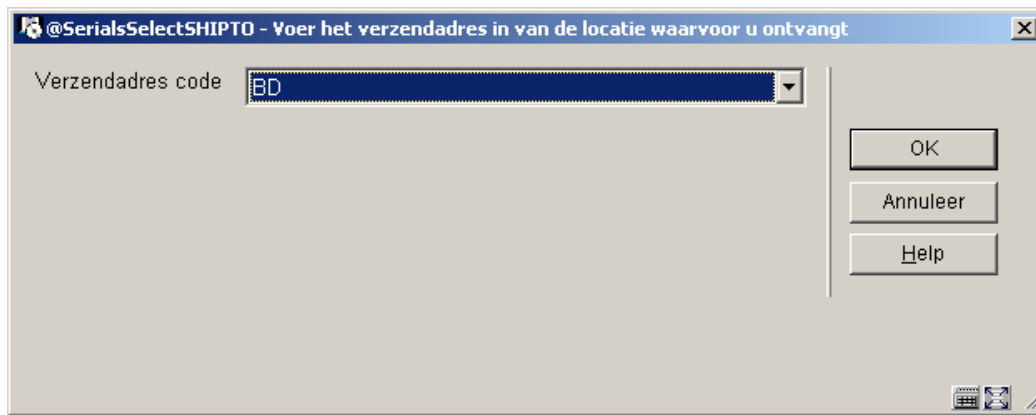 @SerialsSelectSHIPTO - Voer het verzendadres in van de locatie waarvoor u ontvangt
Verzendadres code
BD
OK
Annuleer
Help